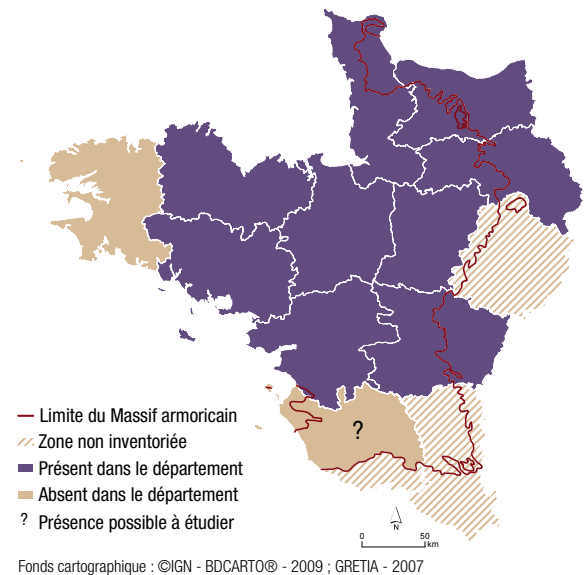 ?
Limite du Massif armoricain
Zone non inventoriée
Présent dans le département
Absent dans le département
? Présence possible à étudier
N
0 50
km
Fonds cartographique : ©IGN - BDCARTO® - 2009 ; GRETIA - 2007